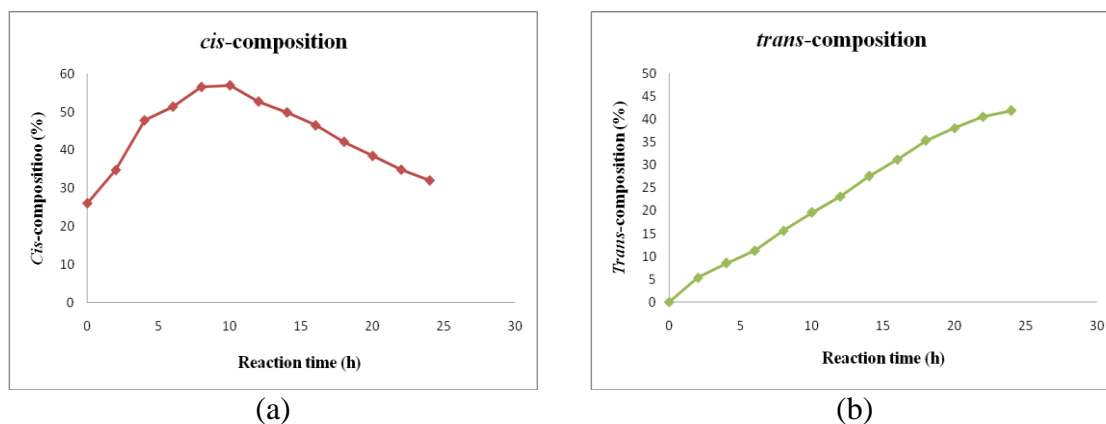 cis-composition
Cis-compositioo (%)
60
50
40
30
20
10
0
0 5 10 15 20 25 30
Reaction time (h)
(a)
trans-composition
Trans-composition (%)
50
45
40
35
30
25
20
15
10
5
0
0 5 10 15 20 25 30
Reaction time (h)
(b)